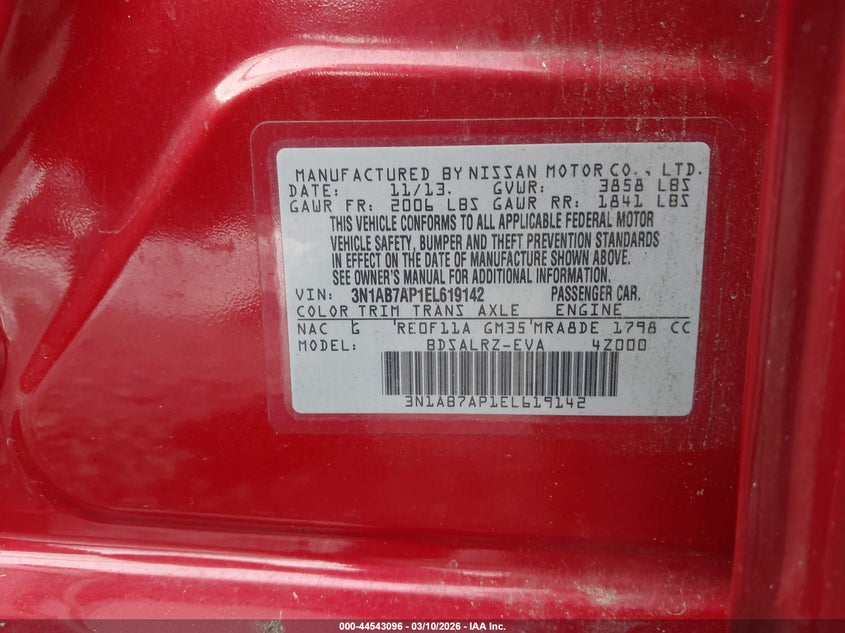 MANUFACTURED BY NISSAN MOTOR CO., LTD.
DATE: 11/13. GVWR: 3858 LBS
GAWR FR: 2006 LBS GAWR RR: 1841 LBS
THIS VEHICLE CONFORMS TO ALL APPLICABLE FEDERAL MOTOR
VEHICLE SAFETY, BUMPER AND THEFT PREVENTION STANDARDS
IN EFFECT ON THE DATE OF MANUFACTURE SHOWN ABOVE.
SEE OWNER'S MANUAL FOR ADDITIONAL INFORMATION.
VIN: 3N1AB7AP1EL619142 PASSENGER CAR.
COLOR TRIM TRANS AXLE ENGINE
NAC G RE0F11A GM35 MRA8DE 1798 CC
MODEL: BDSALRZ-EVA 4Z000
3N1AB7AP1EL619142
000-44543096 - 03/10/2026 - IAA Inc.